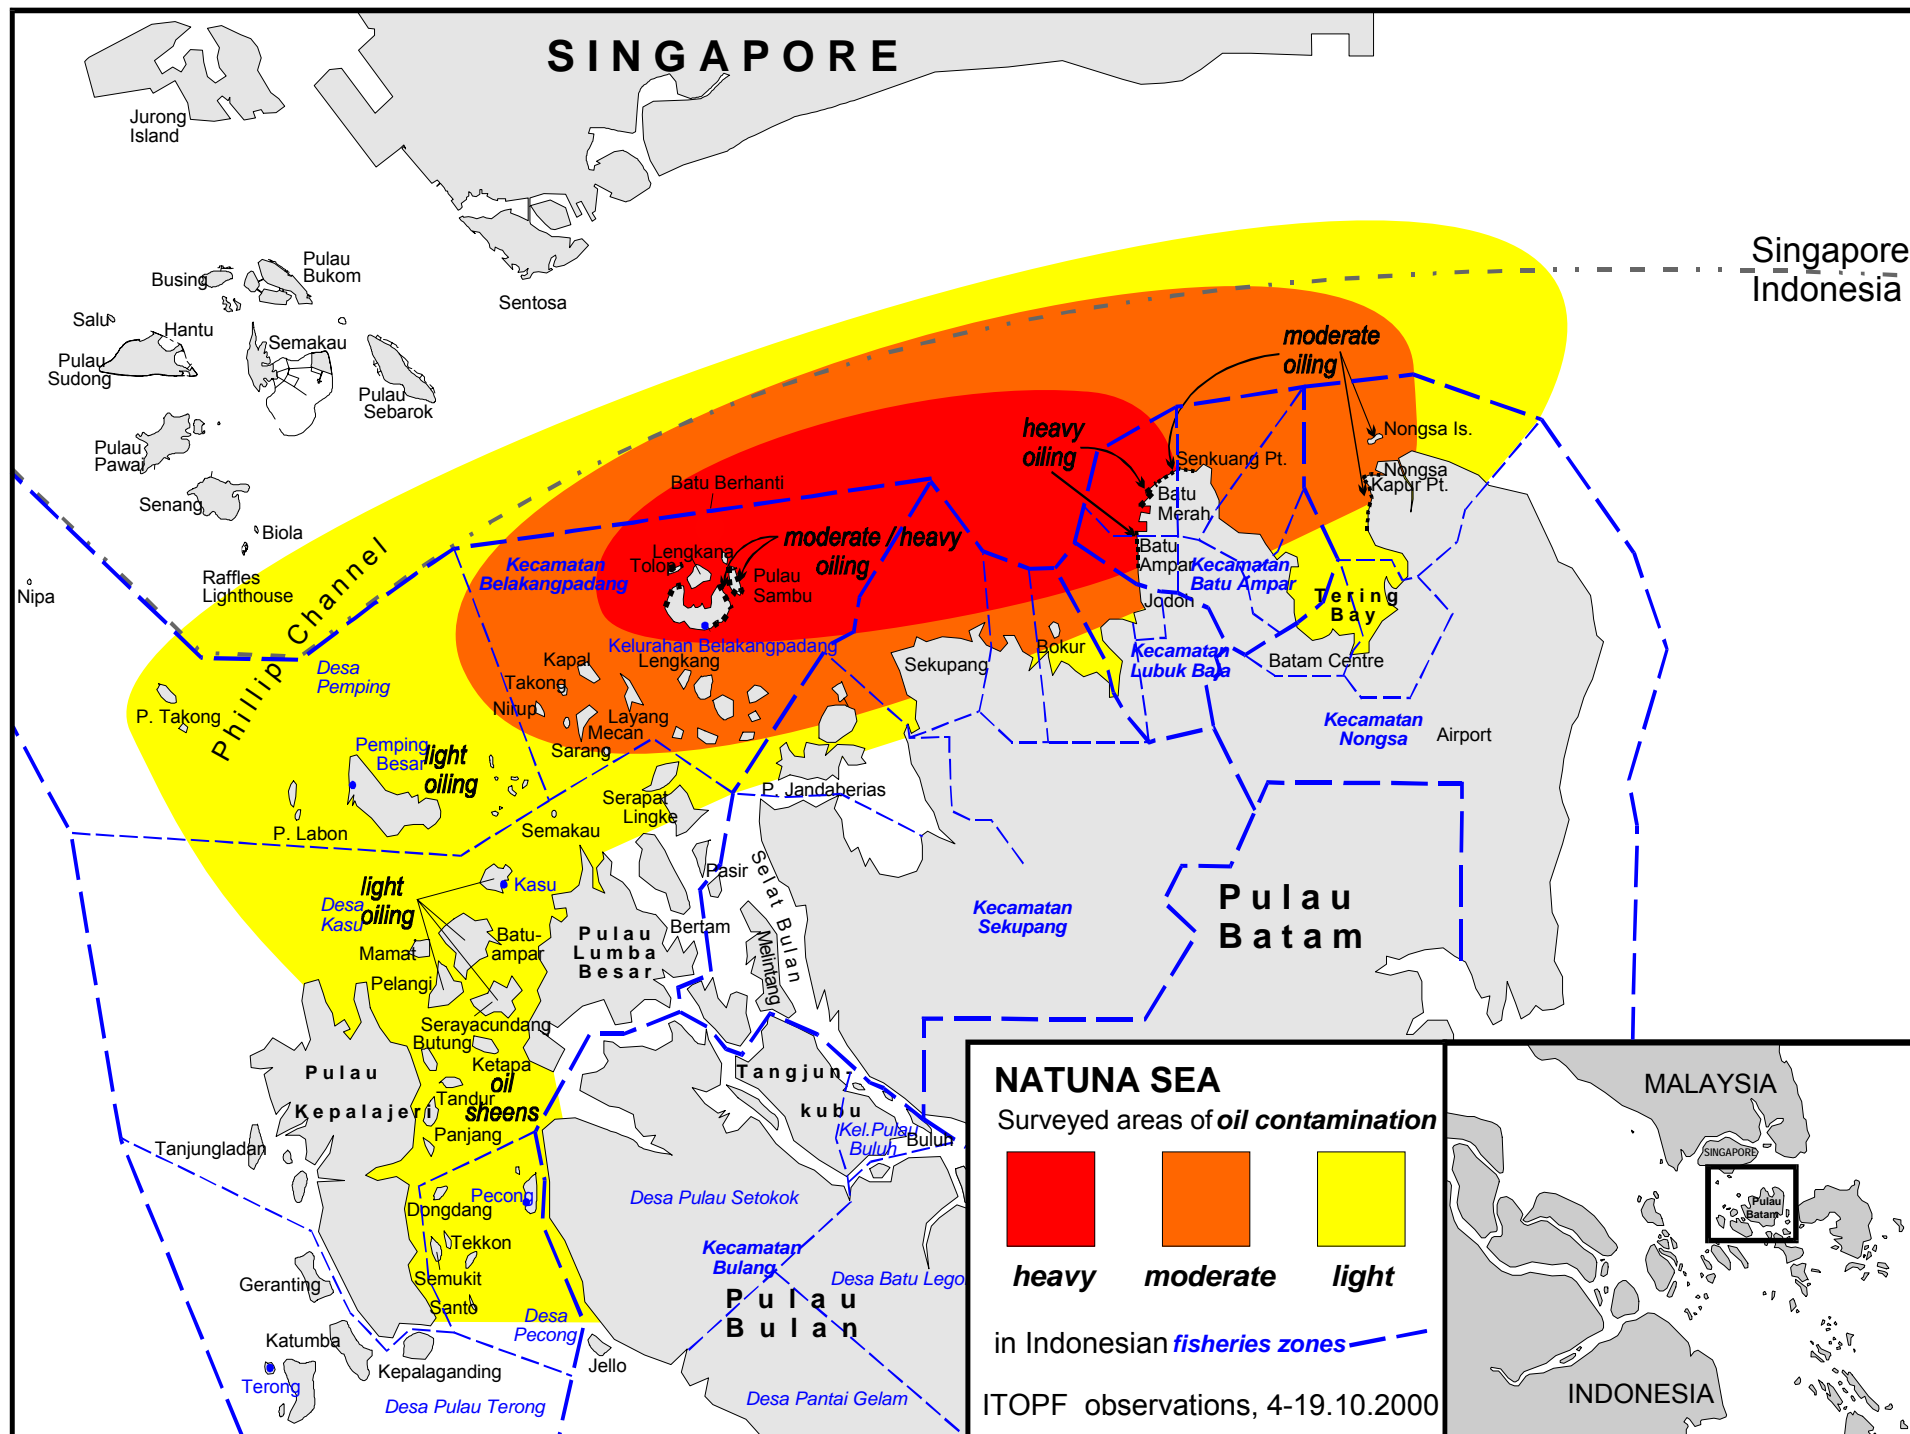 SINGAPORE
Jurong
Island
Pulau
Bukom
Busing
Sentosa
Singapore
Indonesia
Salu
Hantu
Semakau
Pulau
Sudong
Pulau
Sebarok
moderate
oiling
Pulau
Pawai
Nongsa Is.
heavy
oiling
Senkuang Pt.
Nongsa
Kapur Pt.
Senang
Batu Berhanti
Batu
Merah
Biola
moderate / heavy
oiling
Lengkana
Tolop
Kecamatan
Belakangpadang
Pulau
Sambu
Batu
Ampar
Kecamatan
Batu Ampar
Raffles
Lighthouse
Nipa
Phillip Channel
Jodoh
Tering
Bay
Kelurahan Belakangpadang
Desa
Pemping
Kapal
Lengkang
Sekupang
Bokur
Kecamatan
Lubuk Baja
Batam Centre
Takong
Nirup
Layang
Mecan
Sarang
P. Takong
Kecamatan
Nongsa
Airport
Pemping
Besar
light
oiling
P. Jandaberias
Serapat
Lingke
Semakau
P. Labon
Selat Bulan
Pasir
Kasu
light
oiling
Desa
Kasu
Pulau
Batam
Kecamatan
Sekupang
Bertam
Melintang
Mamat
Batu-
ampar
Pulau
Lumba
Besar
Pelangi
Serayacundang
Butung
Ketapa
Pulau
Kepalajeri
oil
sheens
Tandur
Panjang
Tangjun-
kubu
Kel.Pulau
Buluh
Buluh
Tanjungladan
Desa Pulau Setokok
Pecong
Dongdang
Tekkon
Kecamatan
Bulang
Desa Batu Lego
Geranting
Semukit
Santo
Pulau
Bulan
Desa
Pecong
Katumba
Kepalaganding
Jello
Terong
Desa Pulau Terong
Desa Pantai Gelam
NATUNA SEA
Surveyed areas of oil contamination
heavy moderate light
in Indonesian fisheries zones
ITOPF observations, 4-19.10.2000
MALAYSIA
SINGAPORE
Pulau
Batam
INDONESIA